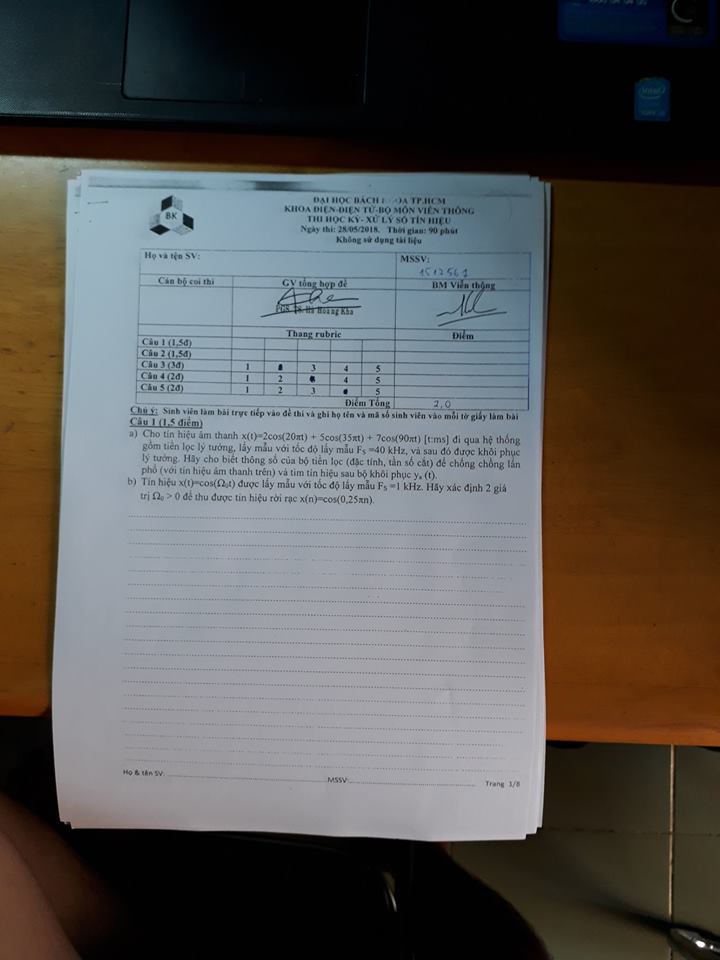 intel
BK
ĐẠI HỌC BÁCH KHOA TP.HCM
KHOA ĐIỆN-ĐIỆN TỬ-BỘ MÔN VIỄN THÔNG
THI HỌC KỲ- XỬ LÝ SỐ TÍN HIỆU
Ngày thi: 28/05/2018. Thời gian: 90 phút
Không sử dụng tài liệu
Họ và tên SV: MSSV:
1512561
Cán bộ coi thi GV tổng hợp đề BM Viễn thông
PGS. TS. Hà Hoàng Kha
Thang rubric Điểm
Câu 1 (1,5đ)
Câu 2 (1,5đ)
Câu 3 (3đ) 1 3 4 5
Câu 4 (2đ) 1 2 4 5
Câu 5 (2đ) 1 2 3 5
Điểm Tổng 2,0
Chú ý: Sinh viên làm bài trực tiếp vào đề thi và ghi họ tên và mã số sinh viên vào mỗi tờ giấy làm bài
Câu 1 (1,5 điểm)
a) Cho tín hiệu âm thanh x(t)=2cos(20πt) + 5cos(35πt) + 7cos(90πt) [t:ms] đi qua hệ thống
gồm tiền lọc lý tưởng, lấy mẫu với tốc độ lấy mẫu FS =40 kHz, và sau đó được khôi phục
lý tưởng. Hãy cho biết thông số của bộ tiền lọc (đặc tính, tần số cắt) để chống chồng lấn
phổ (với tín hiệu âm thanh trên) và tìm tín hiệu sau bộ khôi phục ya (t).
b) Tín hiệu x(t)=cos(Ω0t) được lấy mẫu với tốc độ lấy mẫu FS =1 kHz. Hãy xác định 2 giá
trị Ω0 > 0 để thu được tín hiệu rời rạc x(n)=cos(0,25πn).
Họ & tên SV: MSSV: Trang 1/8